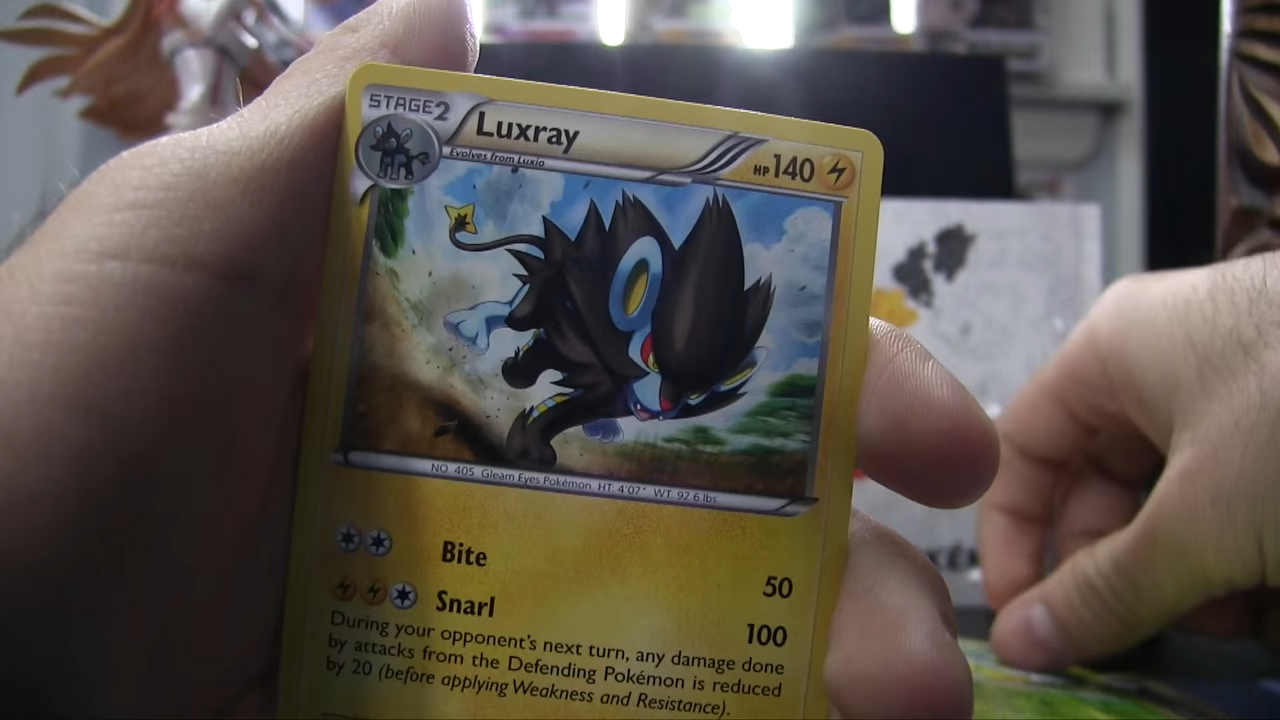 STAGE2
Luxray
HP 140
Evolves from Luxio
NO. 405 Gleam Eyes Pokémon HT: 4'07" WT: 92.6 lbs.
Bite 50
Snarl 100
During your opponent's next turn, any damage done
by attacks from the Defending Pokémon is reduced
by 20 (before applying Weakness and Resistance).